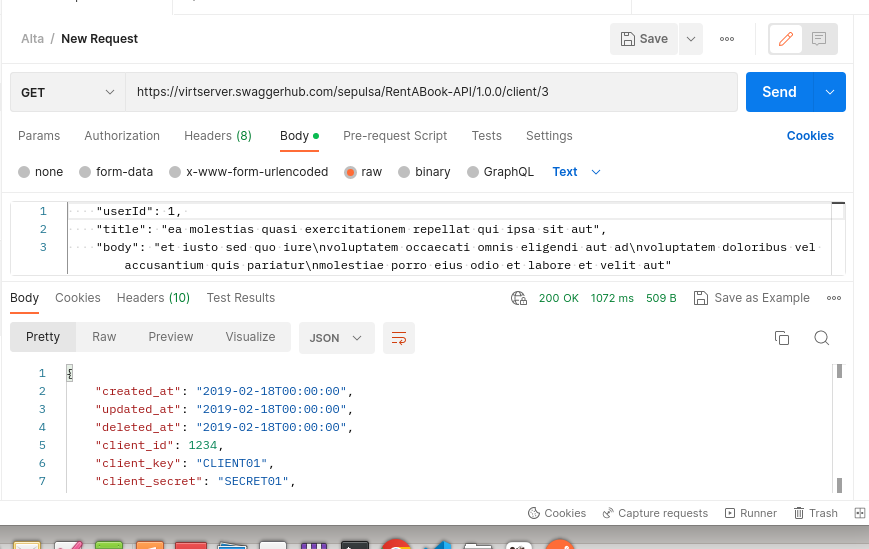 Alta / New Request
Save
GET
https://virtserver.swaggerhub.com/sepulsa/RentABook-API/1.0.0/client/3
Send
Params Authorization Headers (8) Body Pre-request Script Tests Settings Cookies
none form-data x-www-form-urlencoded raw binary GraphQL Text
1 "userId": 1,
2 "title": "ea molestias quasi exercitationem repellat qui ipsa sit aut",
3 "body": "et iusto sed quo iure\nvoluptatem occaecati omnis eligendi aut ad\nvoluptatem doloribus vel
accusantium quis pariatur\nmolestiae porro eius odio et labore et velit aut"
Body Cookies Headers (10) Test Results 200 OK 1072 ms 509 B Save as Example
Pretty Raw Preview Visualize JSON
1 {
2 "created_at": "2019-02-18T00:00:00",
3 "updated_at": "2019-02-18T00:00:00",
4 "deleted_at": "2019-02-18T00:00:00",
5 "client_id": 1234,
6 "client_key": "CLIENT01",
7 "client_secret": "SECRET01",
Cookies Capture requests Runner Trash